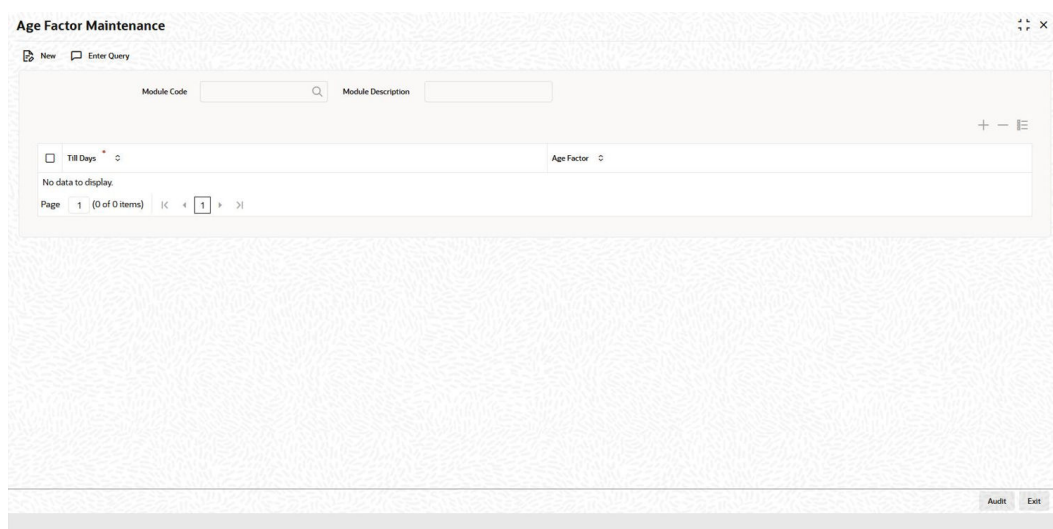 Age Factor Maintenance
New Enter Query
Module Code Module Description
Till Days * Age Factor
No data to display.
Page 1 (0 of 0 items) 1
Audit Exit